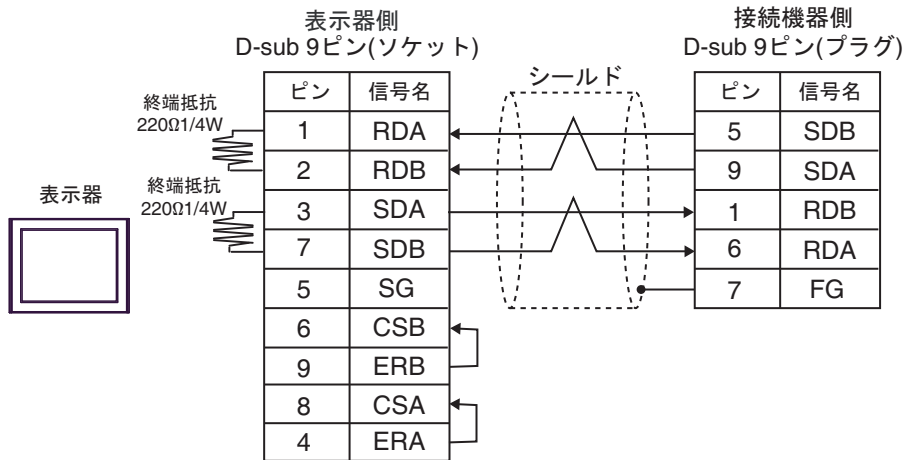 表示器側
D-sub 9ピン(ソケット)
接続機器側
D-sub 9ピン(プラグ)
シールド
終端抵抗
220Ω1/4W
終端抵抗
220Ω1/4W
表示器
ピン 信号名
1 RDA
2 RDB
3 SDA
7 SDB
5 SG
6 CSB
9 ERB
8 CSA
4 ERA
ピン 信号名
5 SDB
9 SDA
1 RDB
6 RDA
7 FG